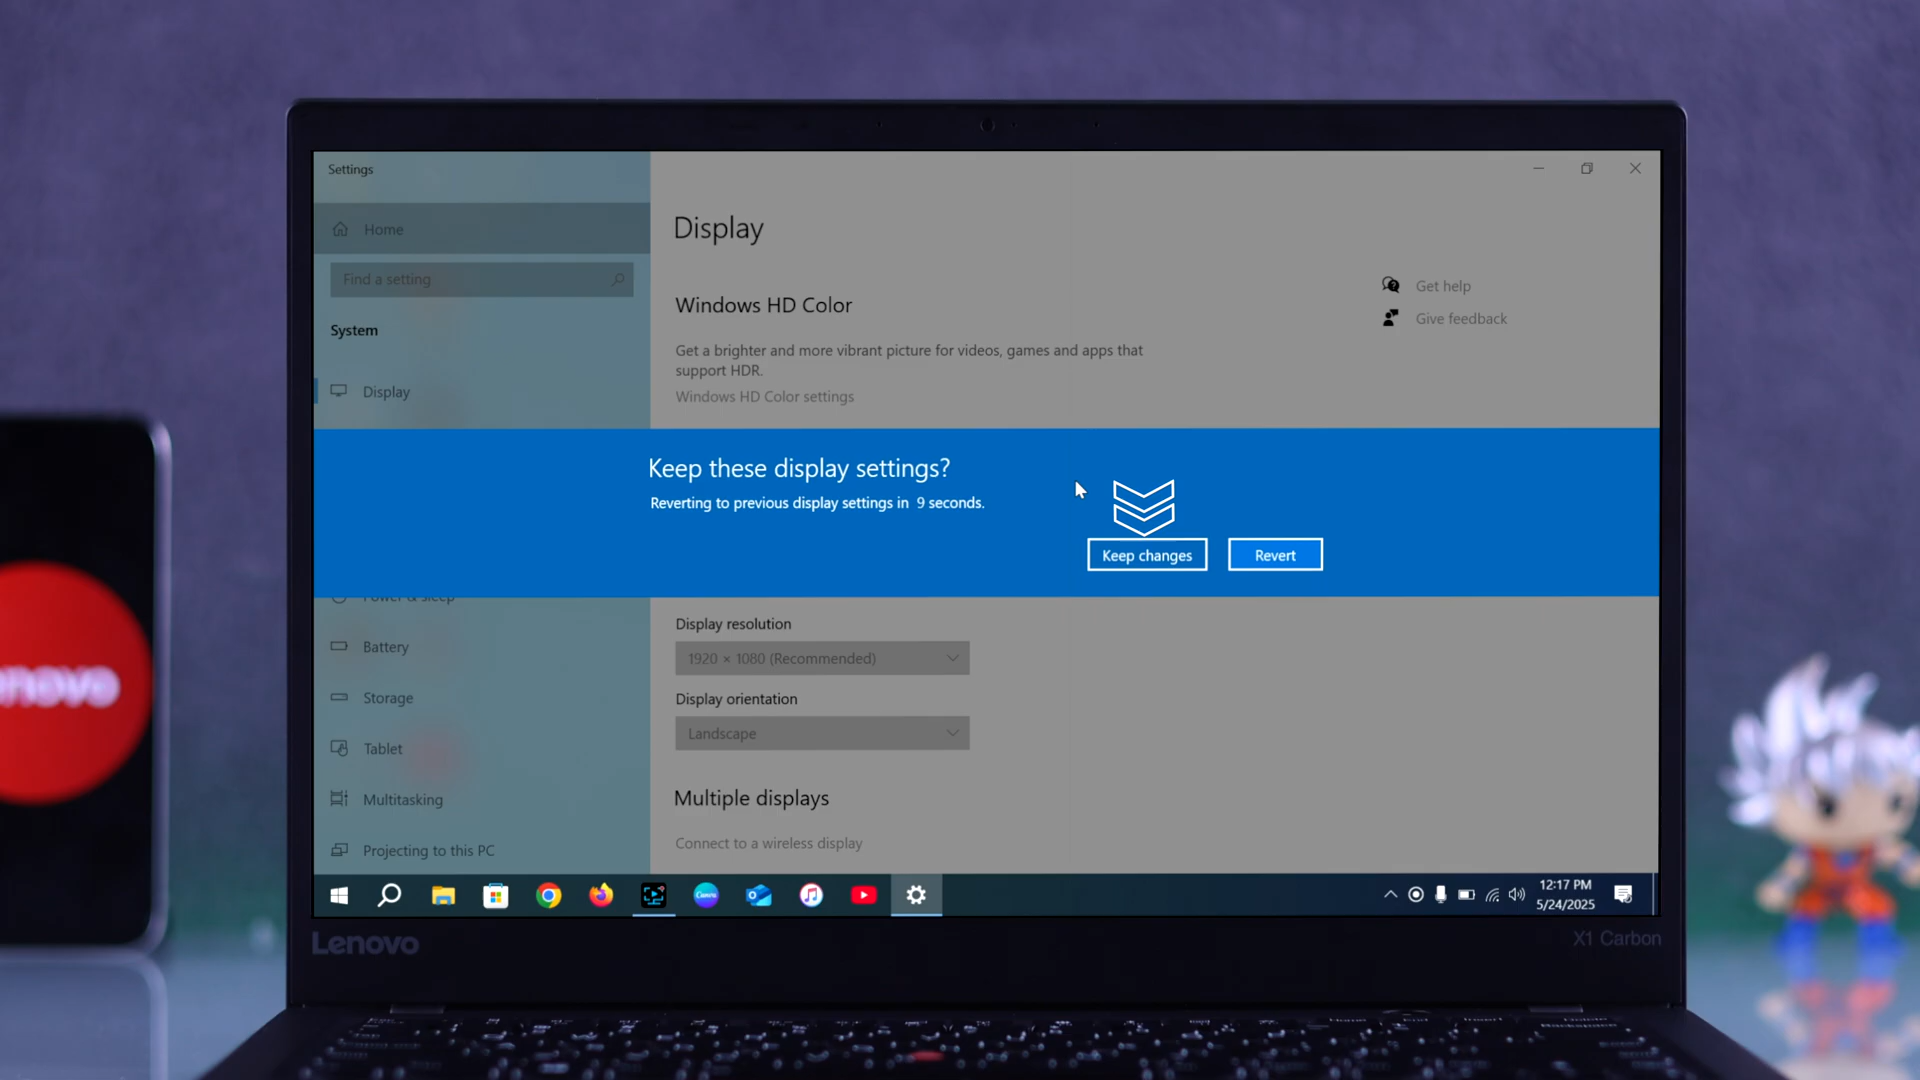 Settings
Home
Find a setting
System
Display
Display
Windows HD Color
Get a brighter and more vibrant picture for videos, games and apps that
support HDR.
Windows HD Color settings
Get help
Give feedback
Keep these display settings?
Reverting to previous display settings in 9 seconds.
Keep changes
Revert
Power & sleep
Battery
Storage
Tablet
Multitasking
Projecting to this PC
Display resolution
1920 × 1080 (Recommended)
Display orientation
Landscape
Multiple displays
Connect to a wireless display
12:17 PM
5/24/2025
Lenovo
X1 Carbon
enovo